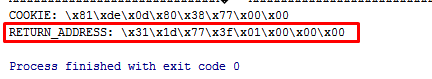 COOKIE: \x81\xde\x0d\x80\x38\x77\x00\x00
RETURN_ADDRESS: \x31\x1d\x77\x3f\x01\x00\x00\x00
Process finished with exit code 0